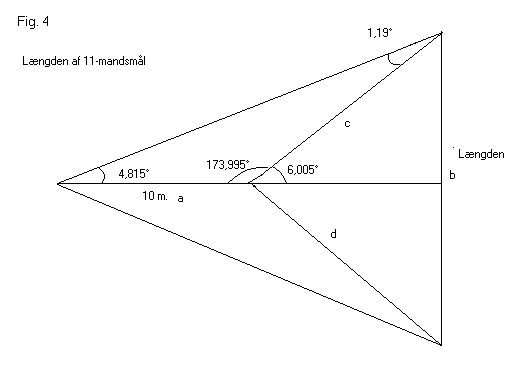 Fig. 4
1,19°
Længden af 11-mandsmål
c
Længden
173,995°
6,005°
4,815°
b
10 m.
a
d